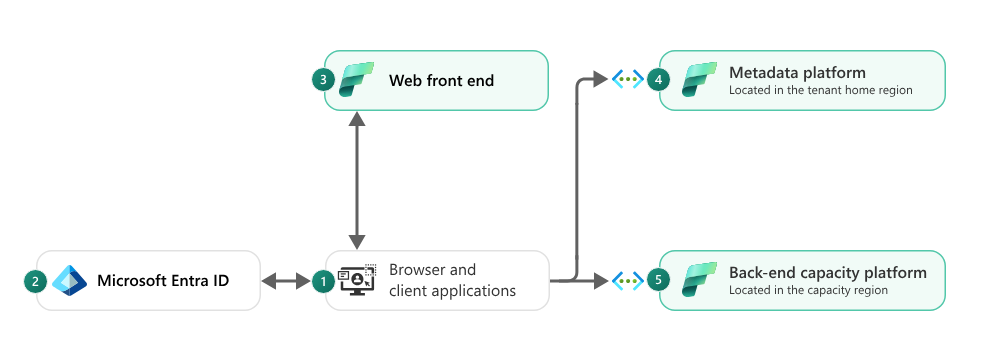 3
Web front end
4
Metadata platform
Located in the tenant home region
2
Microsoft Entra ID
1
Browser and
client applications
5
Back-end capacity platform
Located in the capacity region